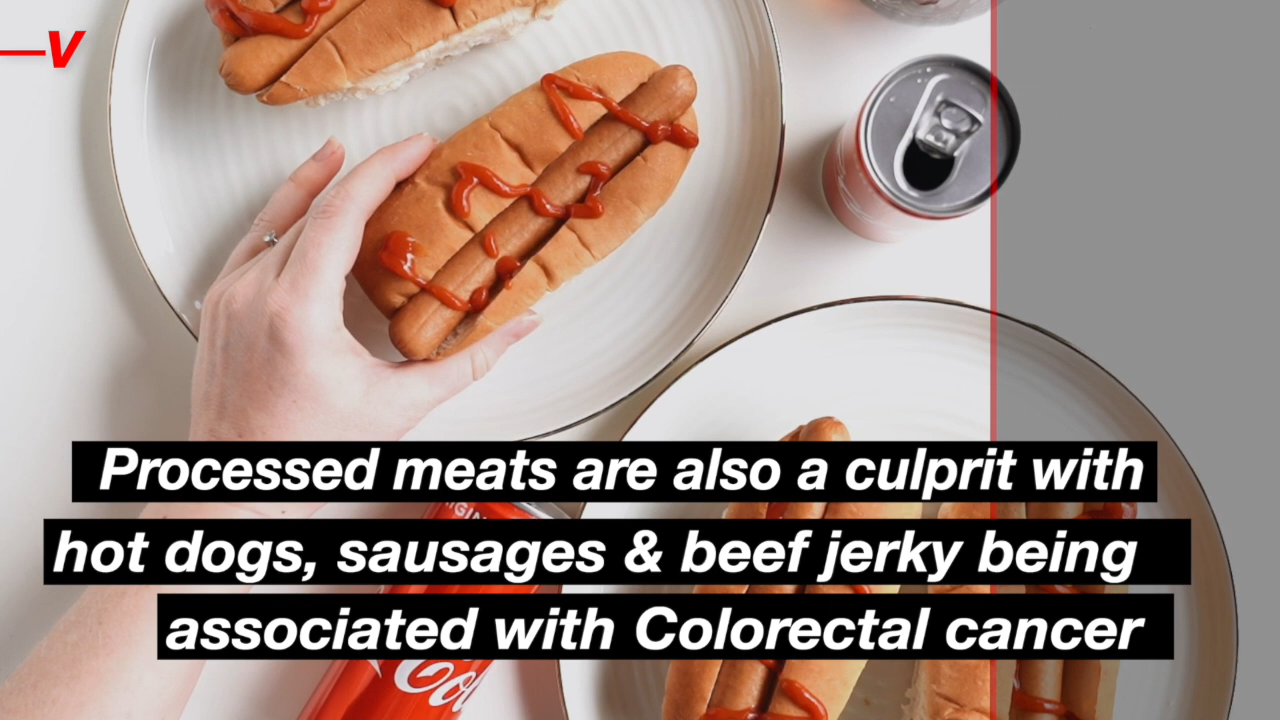 V
Processed meats are also a culprit with
hot dogs, sausages & beef jerky being
associated with Colorectal cancer